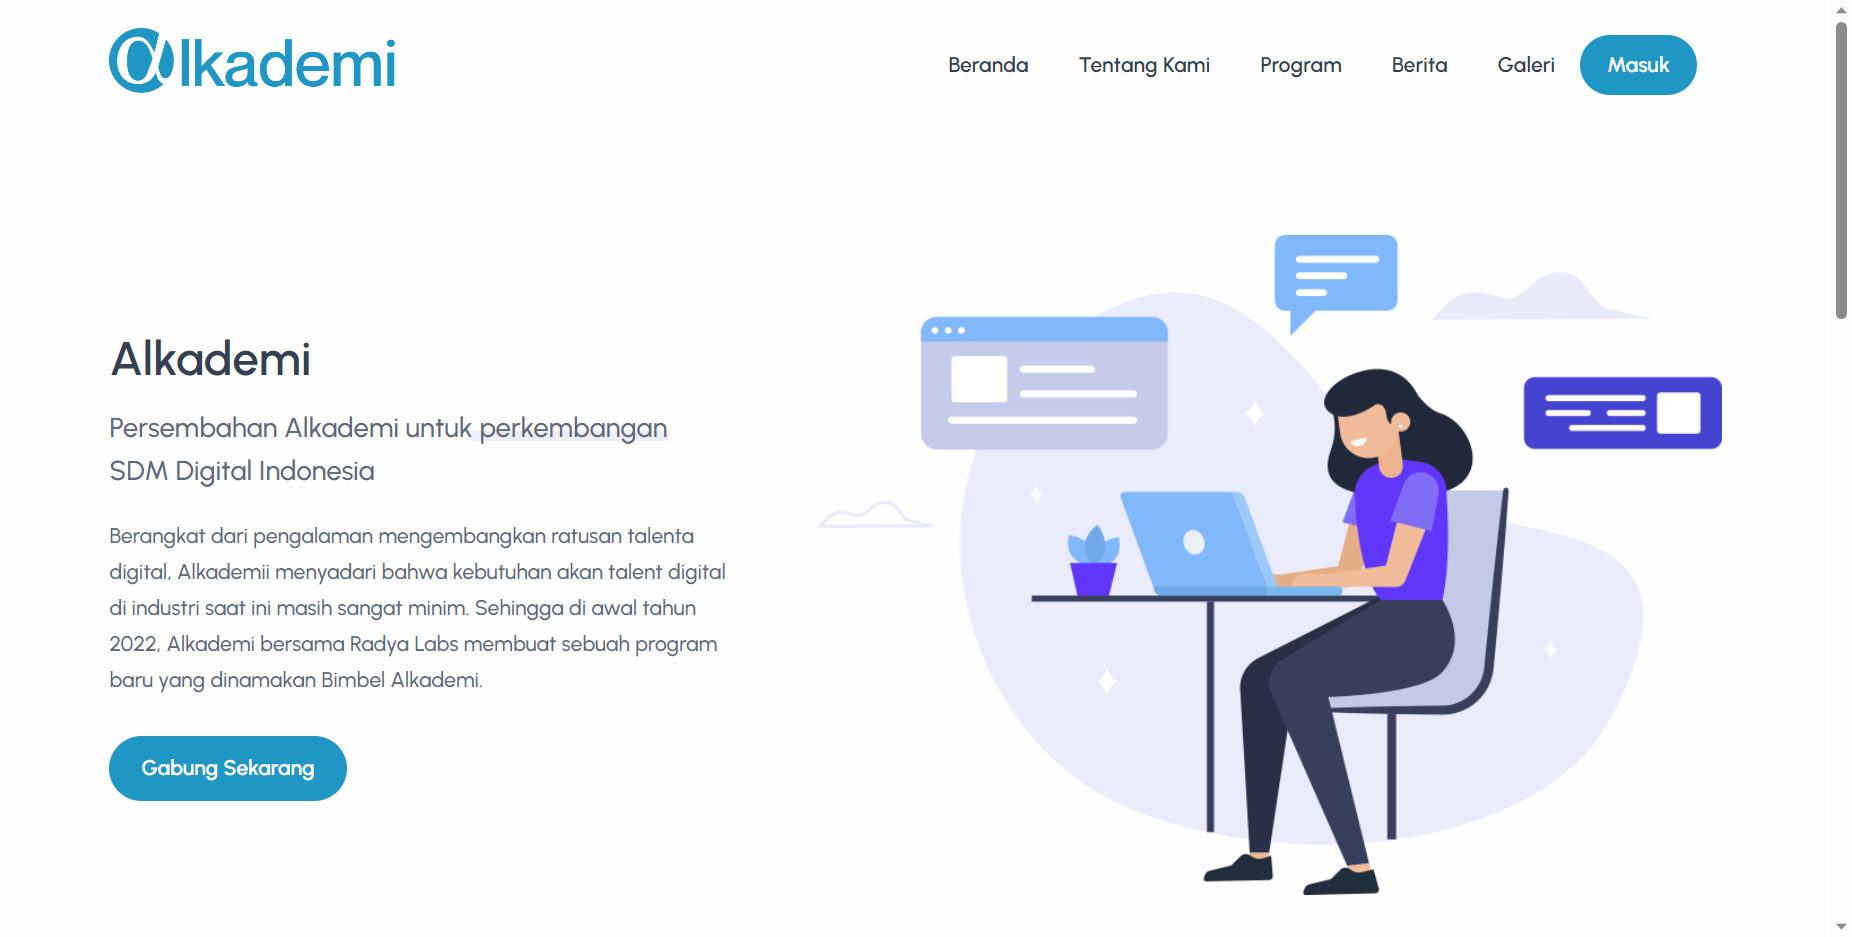 Alkademi
Beranda
Tentang Kami
Program
Berita
Galeri
Masuk
Alkademi
Persembahan Alkademi untuk perkembangan
SDM Digital Indonesia
Berangkat dari pengalaman mengembangkan ratusan talenta
digital, Alkademii menyadari bahwa kebutuhan akan talent digital
di industri saat ini masih sangat minim. Sehingga di awal tahun
2022, Alkademi bersama Radya Labs membuat sebuah program
baru yang dinamakan Bimbel Alkademi.
Gabung Sekarang